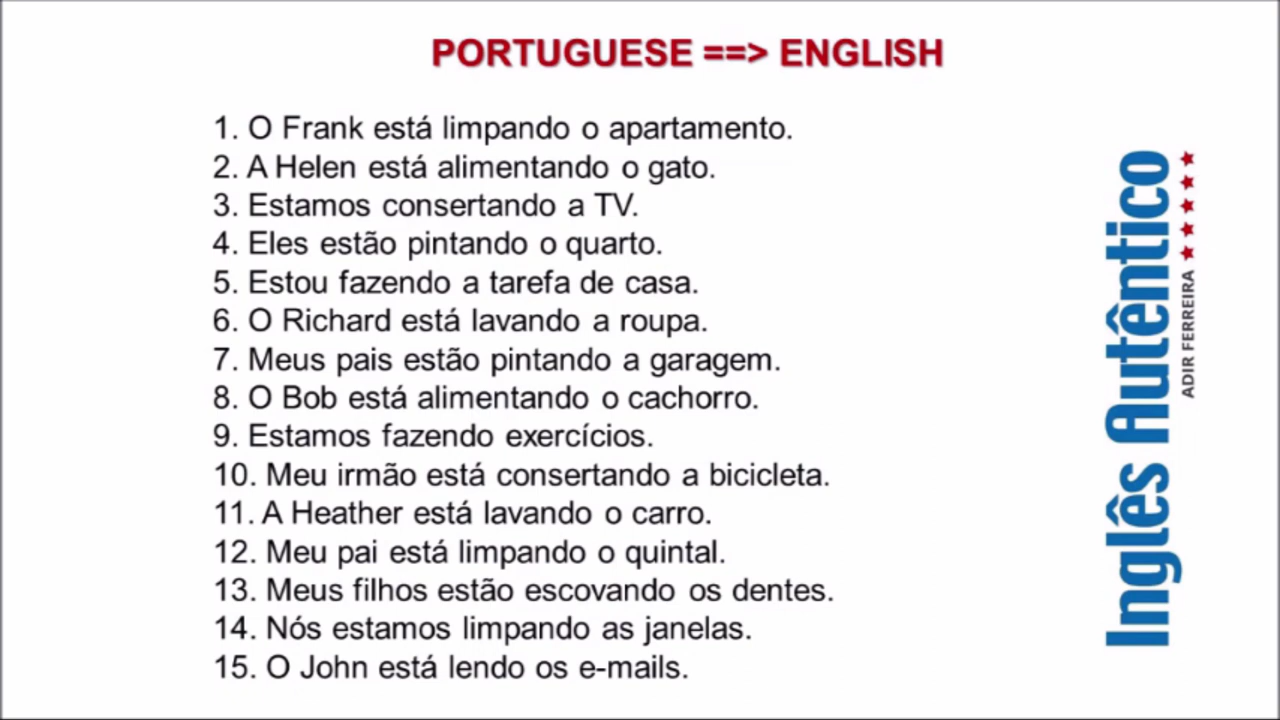 PORTUGUESE ==> ENGLISH
1. O Frank está limpando o apartamento.
2. A Helen está alimentando o gato.
3. Estamos consertando a TV.
4. Eles estão pintando o quarto.
5. Estou fazendo a tarefa de casa.
6. O Richard está lavando a roupa.
7. Meus pais estão pintando a garagem.
8. O Bob está alimentando o cachorro.
9. Estamos fazendo exercícios.
10. Meu irmão está consertando a bicicleta.
11. A Heather está lavando o carro.
12. Meu pai está limpando o quintal.
13. Meus filhos estão escovando os dentes.
14. Nós estamos limpando as janelas.
15. O John está lendo os e-mails.
Inglês Autêntico
ADIR FERREIRA